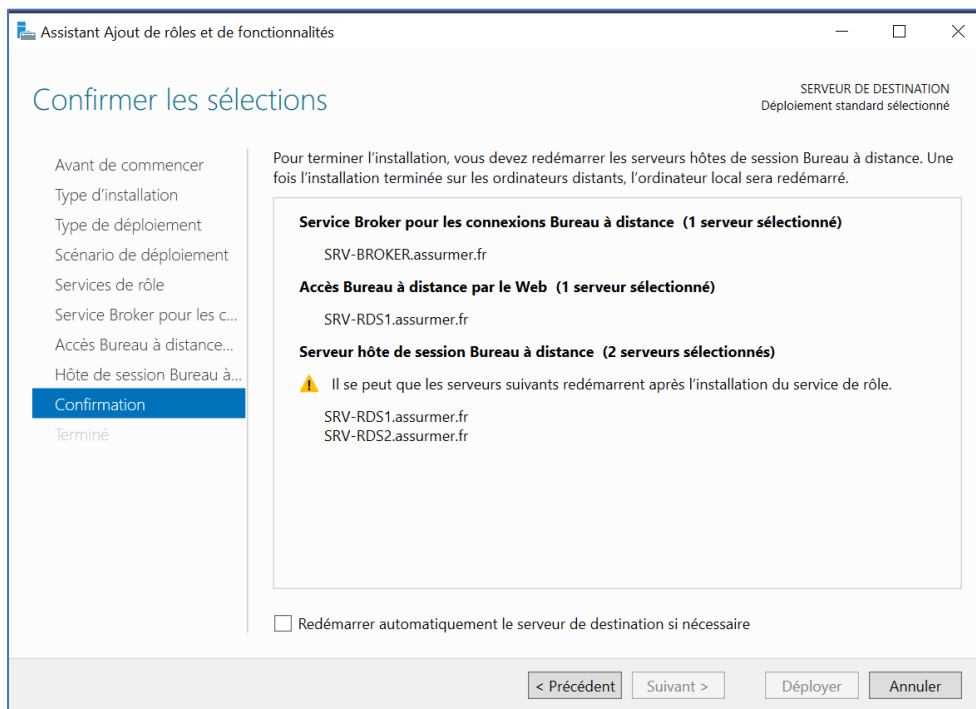 Assistant Ajout de rôles et de fonctionnalités
Confirmer les sélections
SERVEUR DE DESTINATION
Déploiement standard sélectionné
Avant de commencer
Type d'installation
Type de déploiement
Scénario de déploiement
Services de rôle
Service Broker pour les c...
Accès Bureau à distance...
Hôte de session Bureau à...
Confirmation
Terminé
Pour terminer l'installation, vous devez redémarrer les serveurs hôtes de session Bureau à distance. Une
fois l'installation terminée sur les ordinateurs distants, l'ordinateur local sera redémarré.
Service Broker pour les connexions Bureau à distance (1 serveur sélectionné)
SRV-BROKER.assurmer.fr
Accès Bureau à distance par le Web (1 serveur sélectionné)
SRV-RDS1.assurmer.fr
Serveur hôte de session Bureau à distance (2 serveurs sélectionnés)
Il se peut que les serveurs suivants redémarrent après l'installation du service de rôle.
SRV-RDS1.assurmer.fr
SRV-RDS2.assurmer.fr
Redémarrer automatiquement le serveur de destination si nécessaire
< Précédent
Suivant >
Déployer
Annuler